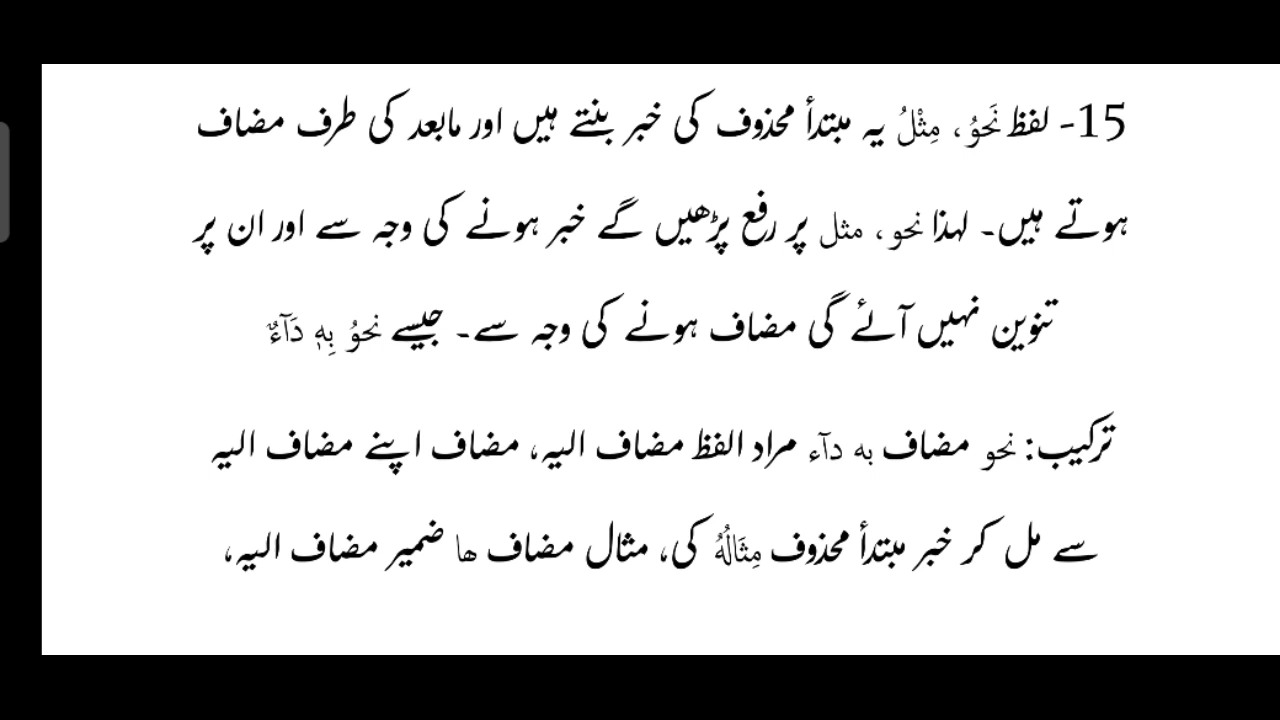 15- لفظ نَحوُ، مِثْلُ یہ مبتدأ محذوف کی خبر بنتے ہیں اور مابعد کی طرف مضاف
ہوتے ہیں۔ لہذا نحو، مثل پر رفع پڑھیں گے خبر ہونے کی وجہ سے اور ان پر
تنوین نہیں آئے گی مضاف ہونے کی وجہ سے۔ جیسے نحوُ بِهٖ دَآءٌ
ترکیب: نحو مضاف به دآء مراد الفظ مضاف الیہ، مضاف اپنے مضاف الیہ
سے مل کر خبر مبتدأ محذوف مِثَالُهُ کی، مثال مضاف ها ضمیر مضاف الیہ،